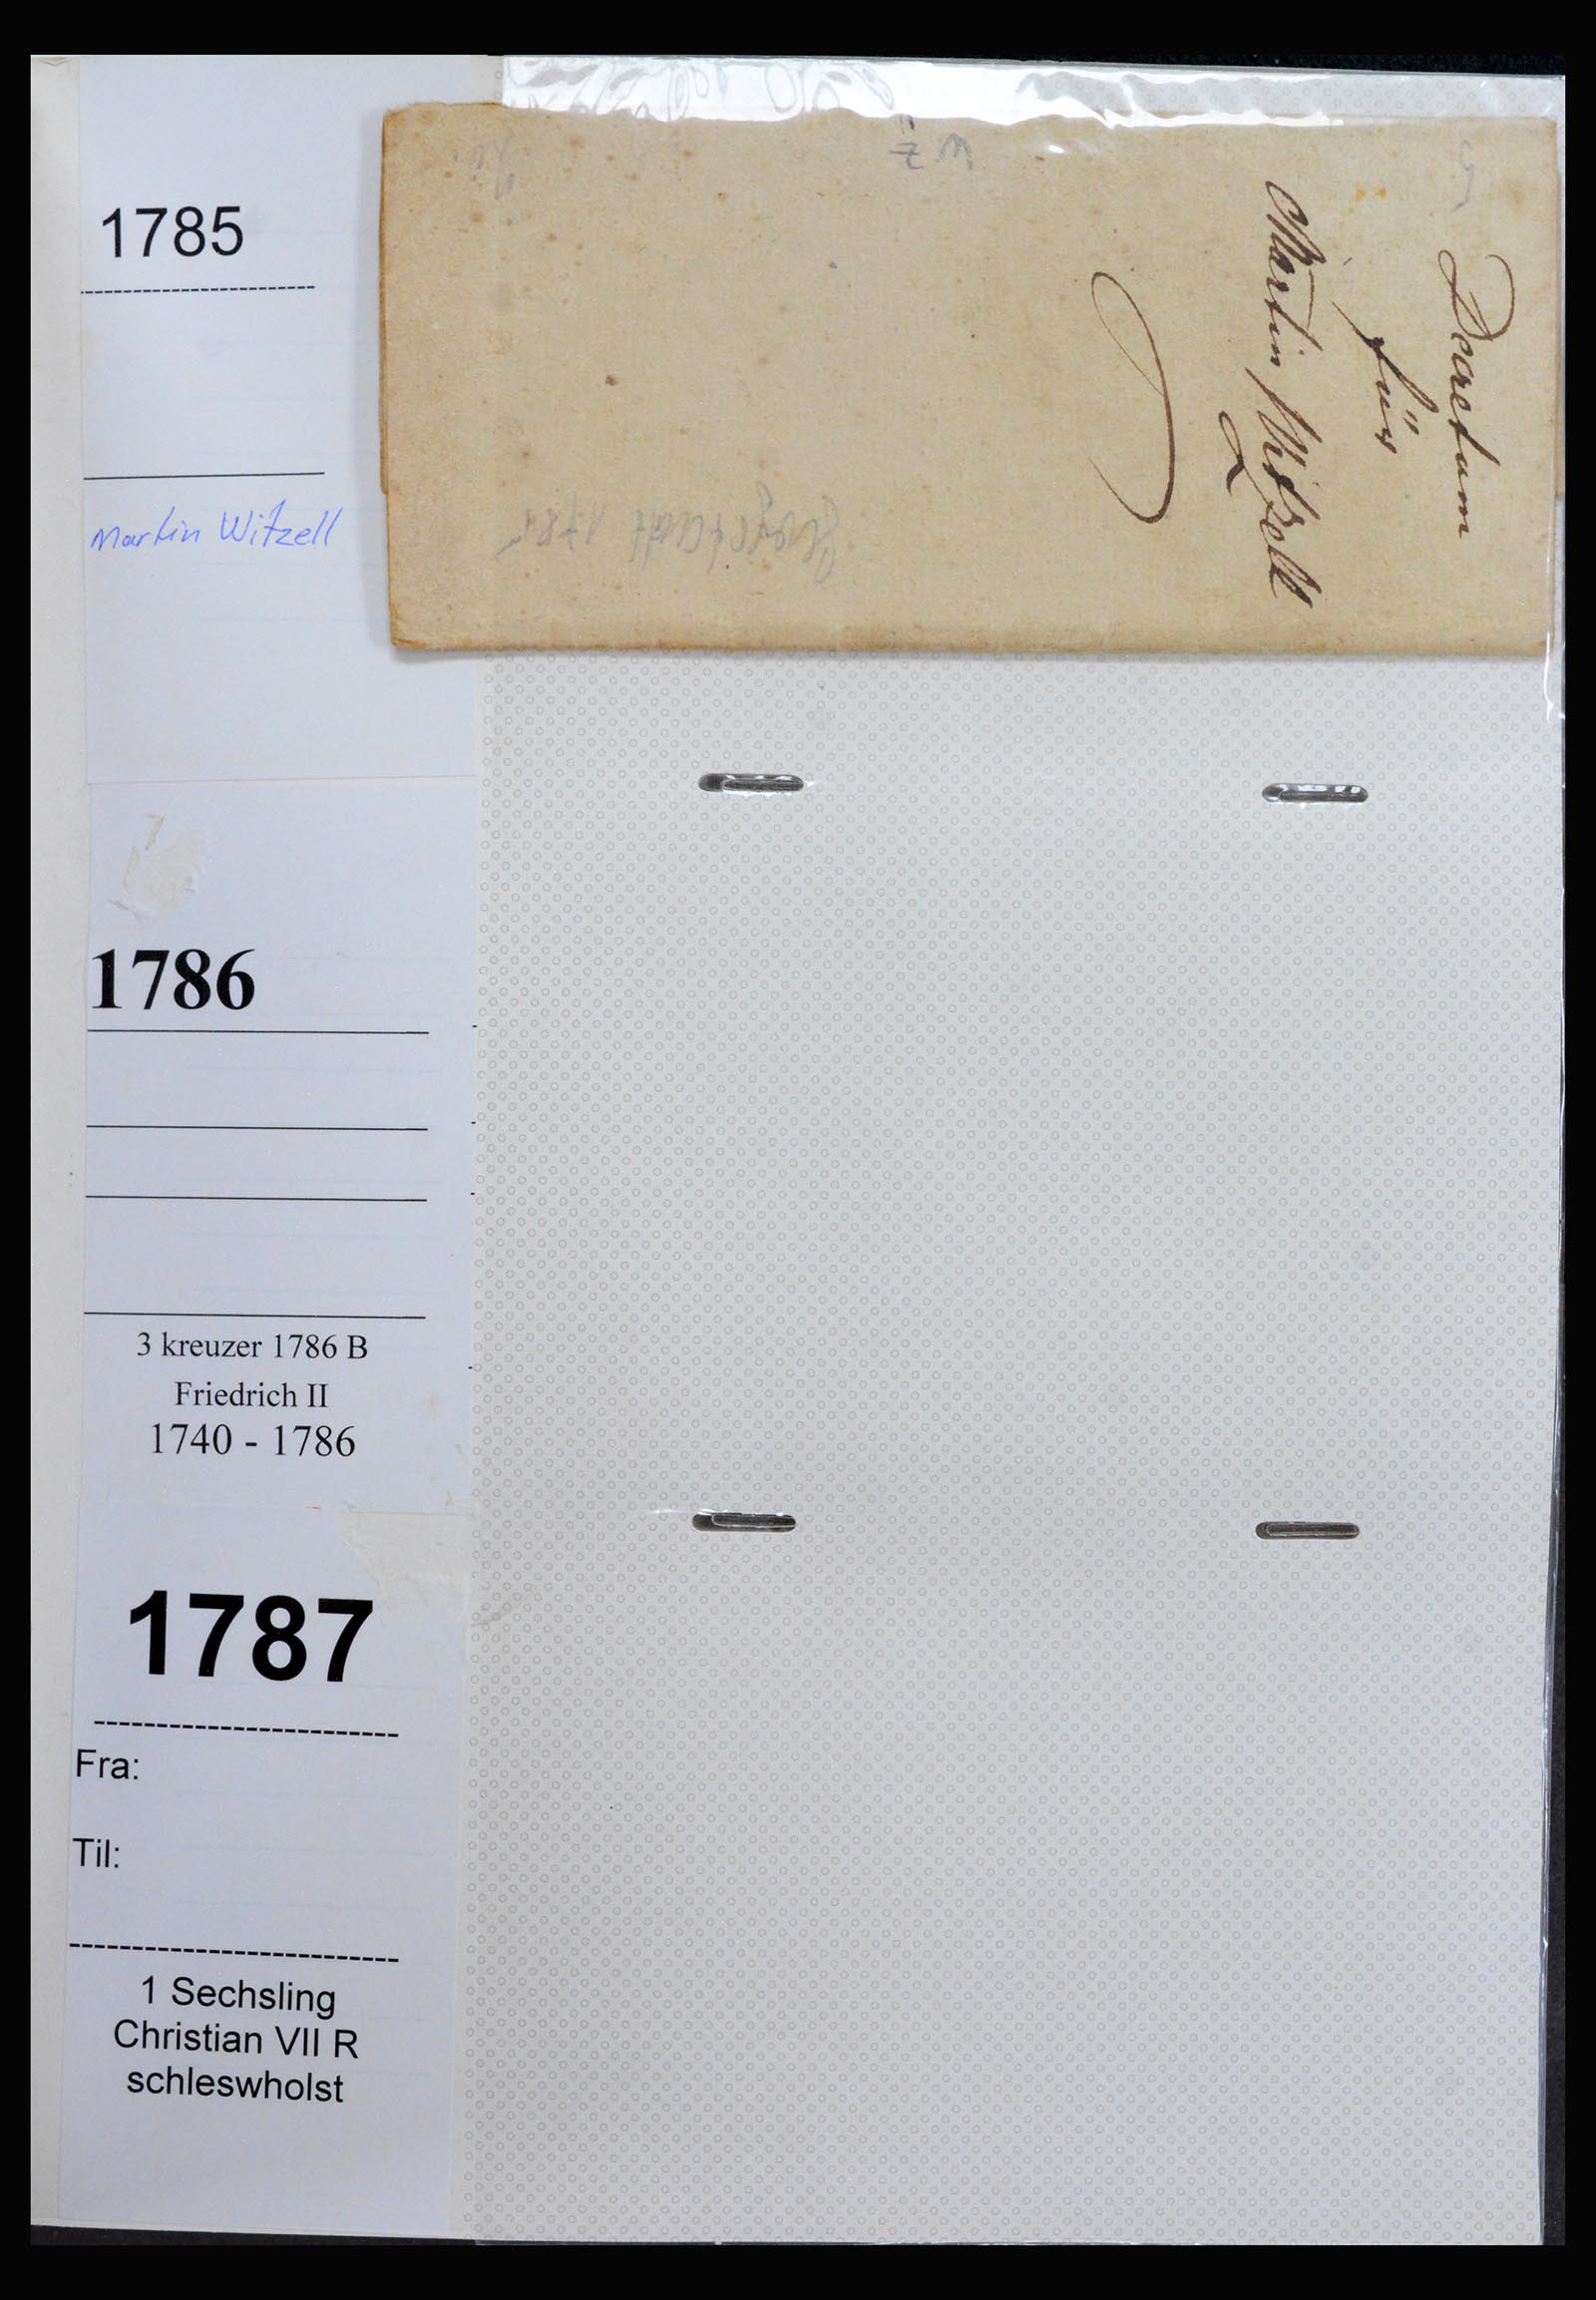 1785
Martin Witzell
Decretum
für
Martin Witzell
1786
3 kreuzer 1786 B
Friedrich II
1740 - 1786
1787
Fra:
Til:
1 Sechsling
Christian VII R
schleswholst